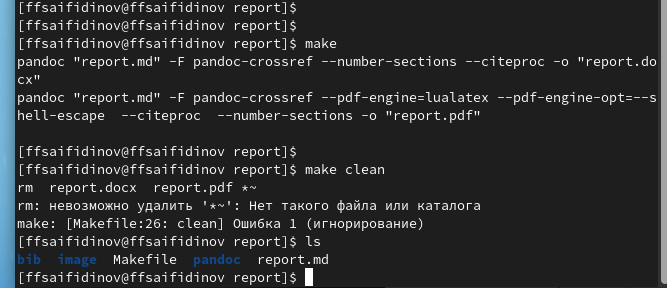 [ffsaifidinov@ffsaifidinov report]$
[ffsaifidinov@ffsaifidinov report]$
[ffsaifidinov@ffsaifidinov report]$ make
pandoc "report.md" -F pandoc-crossref --number-sections --citeproc -o "report.do
cx"
pandoc "report.md" -F pandoc-crossref --pdf-engine=lualatex --pdf-engine-opt=--s
hell-escape  --citeproc  --number-sections -o "report.pdf"
[ffsaifidinov@ffsaifidinov report]$
[ffsaifidinov@ffsaifidinov report]$ make clean
rm  report.docx  report.pdf *~
rm: невозможно удалить '*~': Нет такого файла или каталога
make: [Makefile:26: clean] Ошибка 1 (игнорирование)
[ffsaifidinov@ffsaifidinov report]$ ls
bib  image  Makefile  pandoc  report.md
[ffsaifidinov@ffsaifidinov report]$